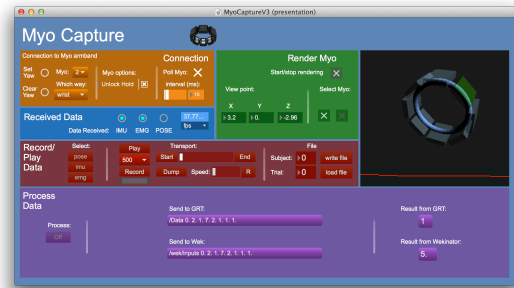 MyoCaptureV3 (presentation)
Myo Capture
Connection to Myo armband
Connection
Set Yaw
Myo: 2
Myo options:
Poll Myo:
Clear Yaw
Which way:
wrist
Unlock Hold
interval (ms):
10
Render Myo
Start/stop rendering
View point:
Select Myo:
X Y Z
3.2 0. -2.96
Received Data
37.77...
fps
Data Received: IMU EMG POSE
Record/
Play
Data
Select:
pose
imu
emg
Play
500
Record
Transport:
Start End
Dump Speed: R
File
Subject: 0 write file
Trial: 0 load file
Process
Data
Process:
Off
Send to GRT:
/Data 0. 2. 1. 7. 2. 1. 1. 1.
Send to Wek:
/wek/inputs 0. 2. 1. 7. 2. 1. 1. 1.
Result from GRT:
1
Result from Wekinator:
5.